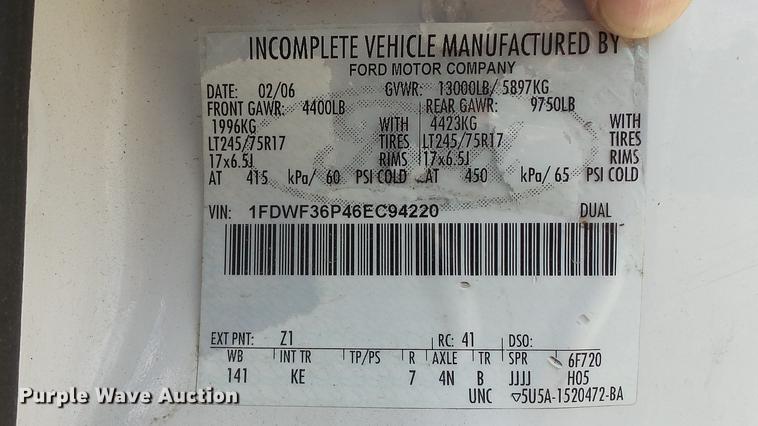 INCOMPLETE VEHICLE MANUFACTURED BY
FORD MOTOR COMPANY
DATE: 02/06 GVWR: 13000LB/ 5897KG
FRONT GAWR: 4400LB REAR GAWR: 9750LB
1996KG WITH 4423KG WITH
LT245/75R17 TIRES LT245/75R17 TIRES
17x6.5J RIMS 17x6.5J RIMS
AT 415 kPa/ 60 PSI COLD AT 450 kPa/ 65 PSI COLD
VIN: 1FDWF36P46EC94220 DUAL
EXT PNT: Z1 RC: 41 DSO:
WB INT TR TP/PS R AXLE TR SPR 6F720
141 KE 7 4N B JJJJ H05
UNC ▽5U5A-1520472-BA
Purple Wave Auction